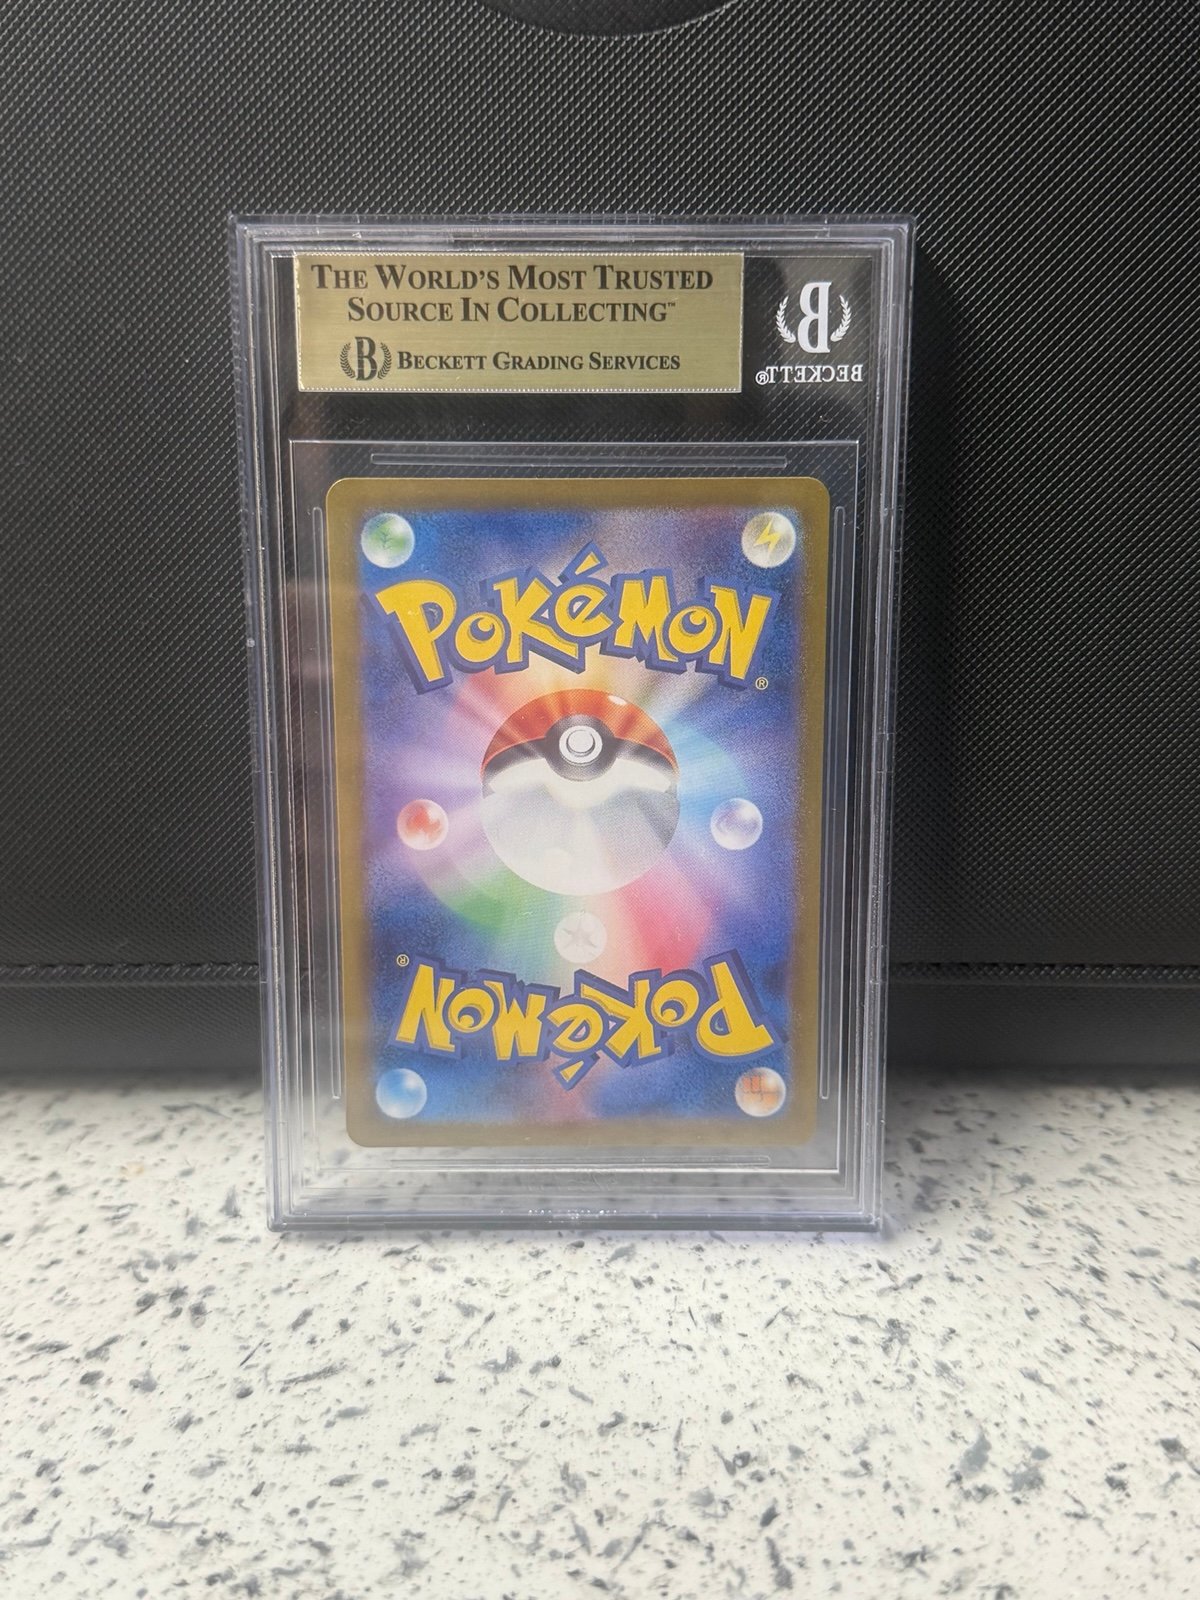 THE WORLD'S MOST TRUSTED
SOURCE IN COLLECTING™
B BECKETT GRADING SERVICES
B
BECKETT®
POKéMON®
POKéMON®